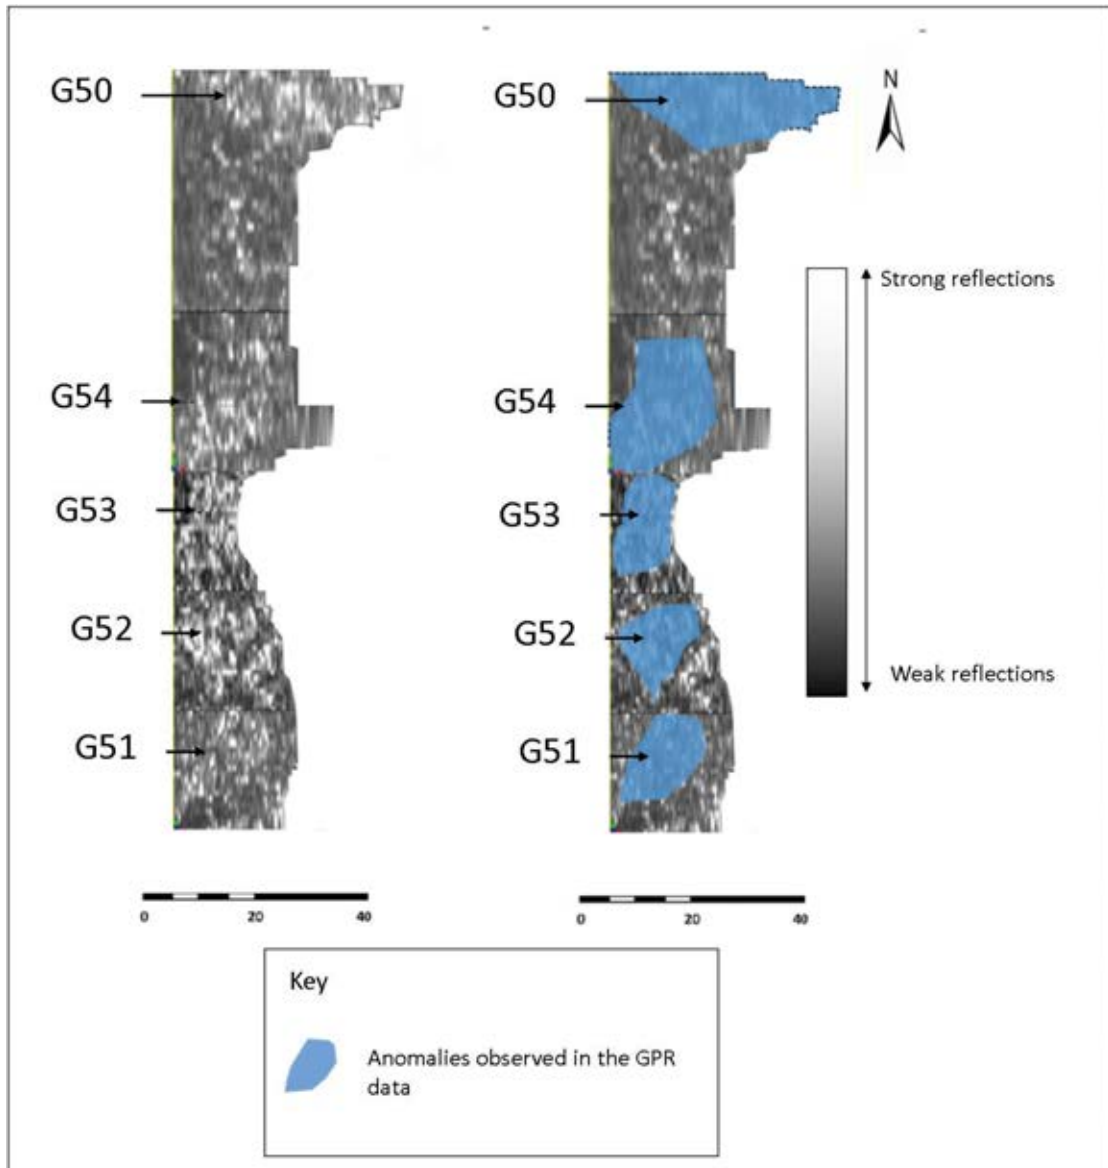 G50
G54
G53
G52
G51
0 20 40
G50
G54
G53
G52
G51
0 20 40
N
Strong reflections
Weak reflections
Key
Anomalies observed in the GPR
data